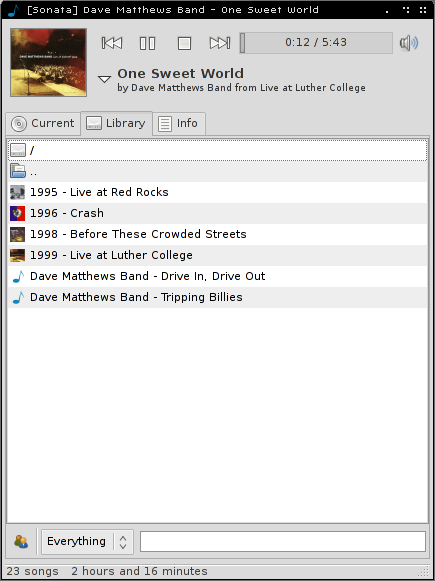 [Sonata] Dave Matthews Band - One Sweet World
DAVE MATTHEWS BAND
0:12 / 5:43
One Sweet World
by Dave Matthews Band from Live at Luther College
Current Library Info
/
..
1995 - Live at Red Rocks
1996 - Crash
1998 - Before These Crowded Streets
1999 - Live at Luther College
Dave Matthews Band - Drive In, Drive Out
Dave Matthews Band - Tripping Billies
Everything
23 songs 2 hours and 16 minutes